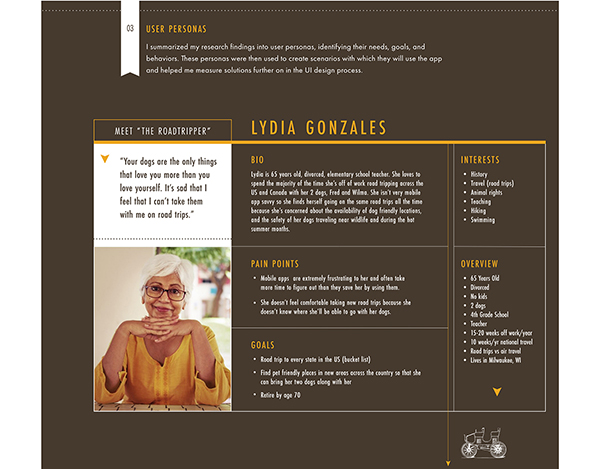 03
USER PERSONAS
I summarized my research findings into user personas, identifying their needs, goals, and
behaviors. These personas were then used to create scenarios with which they will use the app
and helped me measure solutions further on in the UI design process.
MEET "THE ROADTRIPPER"
LYDIA GONZALES
"Your dogs are the only things
that love you more than you
love yourself. It's sad that I
feel that I can't take them
with me on road trips."
BIO
Lydia is 65 years old, divorced, elementary school teacher. She loves to
spend the majority of the time she's off of work road tripping across the
US and Canada with her 2 dogs, Fred and Wilma. She isn't very mobile
app savvy so she finds herself going on the same road trips all the time
because she's concerned about the availability of dog friendly locations,
and the safety of her dogs traveling near wildlife and during the hot
summer months.
INTERESTS
• History
• Travel (road trips)
• Animal rights
• Teaching
• Hiking
• Swimming
PAIN POINTS
• Mobile apps are extremely frustrating to her and often take
more time to figure out than they save her by using them.
• She doesn't feel comfortable taking new road trips because she
doesn't know where she'll be able to go with her dogs.
GOALS
• Road trip to every state in the US (bucket list)
• Find pet friendly places in new areas across the country so that she
can bring her two dogs along with her
• Retire by age 70
OVERVIEW
• 65 Years Old
• Divorced
• No kids
• 2 dogs
• 4th Grade School
• Teacher
• 15-20 weeks off work/year
• 10 weeks/yr national travel
• Road trips vs air travel
• Lives in Milwaukee, WI